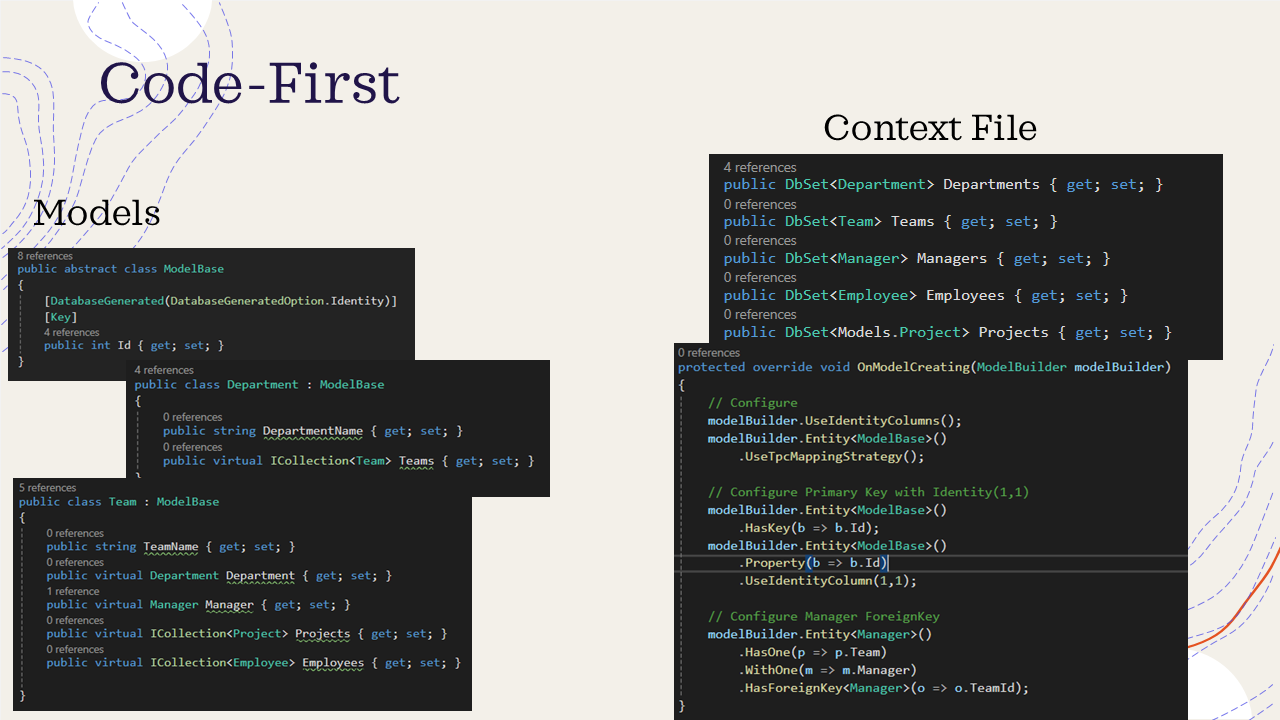 Code-First
Models
8 references
public abstract class ModelBase
{
[DatabaseGenerated(DatabaseGeneratedOption.Identity)]
[Key]
4 references
public int Id { get; set; }
}
4 references
public class Department : ModelBase
{
0 references
public string DepartmentName { get; set; }
0 references
public virtual ICollection<Team> Teams { get; set; }
}
5 references
public class Team : ModelBase
{
0 references
public string TeamName { get; set; }
0 references
public virtual Department Department { get; set; }
1 reference
public virtual Manager Manager { get; set; }
0 references
public virtual ICollection<Project> Projects { get; set; }
0 references
public virtual ICollection<Employee> Employees { get; set; }
}
Context File
4 references
public DbSet<Department> Departments { get; set; }
0 references
public DbSet<Team> Teams { get; set; }
0 references
public DbSet<Manager> Managers { get; set; }
0 references
public DbSet<Employee> Employees { get; set; }
0 references
public DbSet<Models.Project> Projects { get; set; }
0 references
protected override void OnModelCreating(ModelBuilder modelBuilder)
{
// Configure
modelBuilder.UseIdentityColumns();
modelBuilder.Entity<ModelBase>()
.UseTpcMappingStrategy();
// Configure Primary Key with Identity(1,1)
modelBuilder.Entity<ModelBase>()
.HasKey(b => b.Id);
modelBuilder.Entity<ModelBase>()
.Property(b => b.Id)
.UseIdentityColumn(1,1);
// Configure Manager ForeignKey
modelBuilder.Entity<Manager>()
.HasOne(p => p.Team)
.WithOne(m => m.Manager)
.HasForeignKey<Manager>(o => o.TeamId);
}